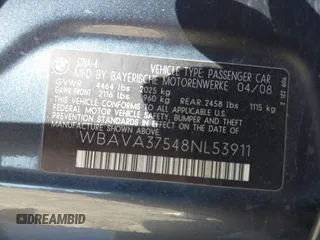 VEHICLE TYPE: PASSENGER CAR
MFD BY BAYERISCHE MOTORENWERKE 04/08
GVWR 4464 lbs 2025 kg
GAWR FRONT: 2116 lbs 960 kg REAR: 2458 lbs 1115 kg
THIS VEHICLE CONFORMS TO ALL APPLICABLE FEDERAL MOTOR VEHICLE SAFETY, BUMPER, AND THEFT PREVENTION STANDARDS IN EFFECT ON THE DATE OF MANUFACTURE SHOWN ABOVE
WBAVA37548NL53911
DREAMBID